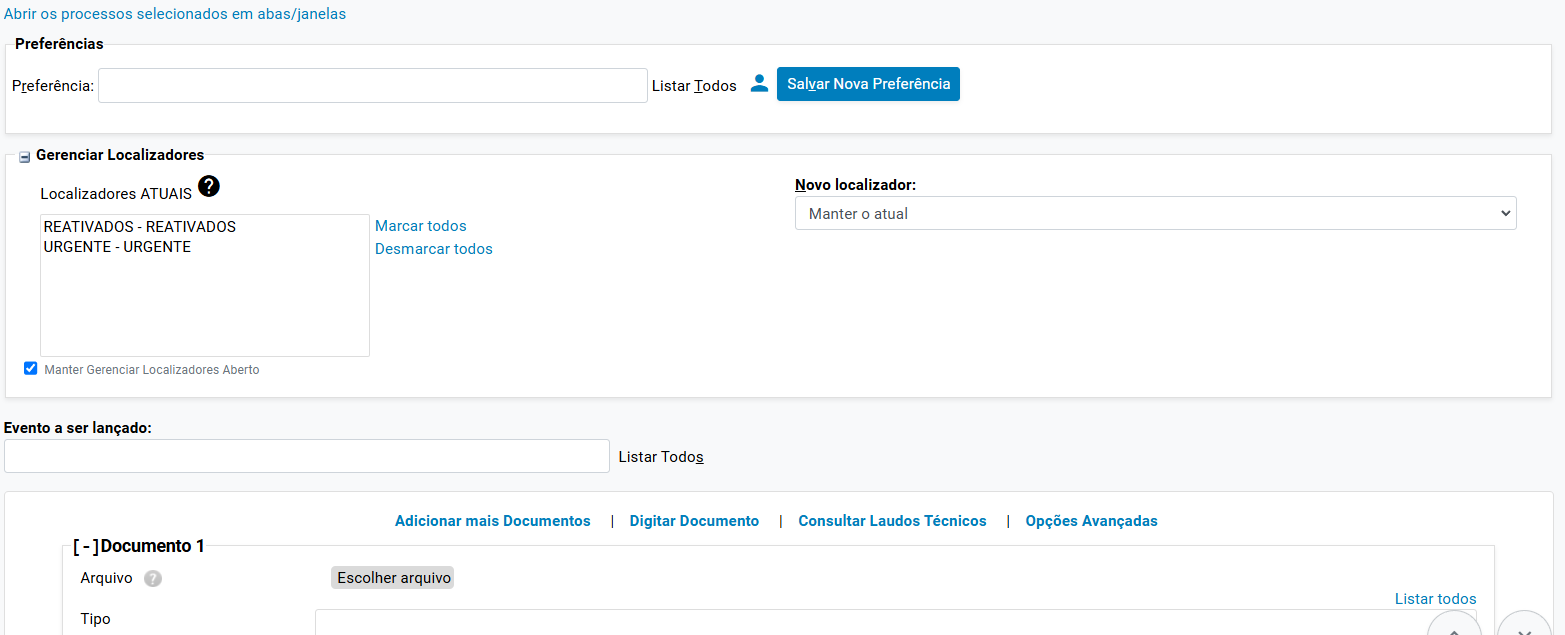 Abrir os processos selecionados em abas/janelas
Preferências
Preferência:
Listar Todos
Salvar Nova Preferência
Gerenciar Localizadores
Localizadores ATUAIS ?
Novo localizador:
REATIVADOS - REATIVADOS
URGENTE - URGENTE
Marcar todos
Desmarcar todos
Manter o atual
Manter Gerenciar Localizadores Aberto
Evento a ser lançado:
Listar Todos
Adicionar mais Documentos | Digitar Documento | Consultar Laudos Técnicos | Opções Avançadas
[ - ]Documento 1
Arquivo ?
Escolher arquivo
Listar todos
Tipo